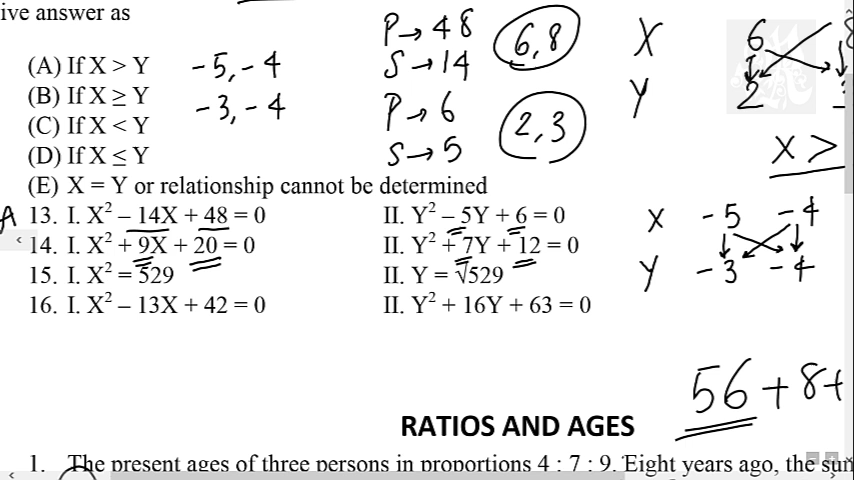 ive answer as
P → 48
6,8
X 6 8
(A) If X > Y -5, -4
S → 14
(B) If X ≥ Y -3, -4
P → 6
2,3
Y 2
(C) If X < Y
(D) If X ≤ Y
S → 5
X >
(E) X = Y or relationship cannot be determined
A 13. I. X² – 14X + 48 = 0 II. Y² – 5Y + 6 = 0
X -5 -4
14. I. X² + 9X + 20 = 0 II. Y² + 7Y + 12 = 0
15. I. X² = 529 II. Y = √529
Y -3 -4
16. I. X² – 13X + 42 = 0 II. Y² + 16Y + 63 = 0
56 + 8 +
RATIOS AND AGES
1. The present ages of three persons in proportions 4 : 7 : 9. Eight years ago, the sum